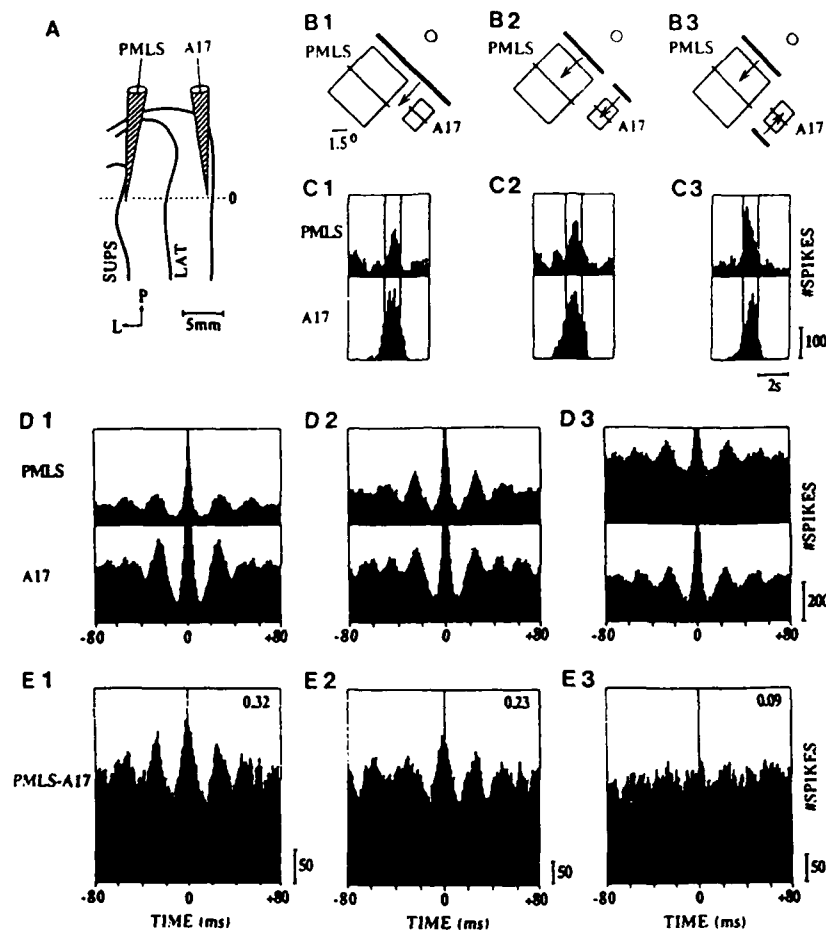 A
PMLS A17
0
SUPS
LAT
P
L
5mm
B1
PMLS
A17
1.5°
B2
PMLS
A17
B3
PMLS
A17
C1
PMLS
A17
C2
C3
#SPIKES
100
2s
D1
PMLS
A17
-80 0 +80
D2
-80 0 +80
D3
#SPIKES
200
-80 0 +80
E1
0.32
PMLS-A17
50
-80 0 +80
TIME (ms)
E2
0.23
50
-80 0 +80
TIME (ms)
E3
0.09
#SPIKES
50
-80 0 +80
TIME (ms)